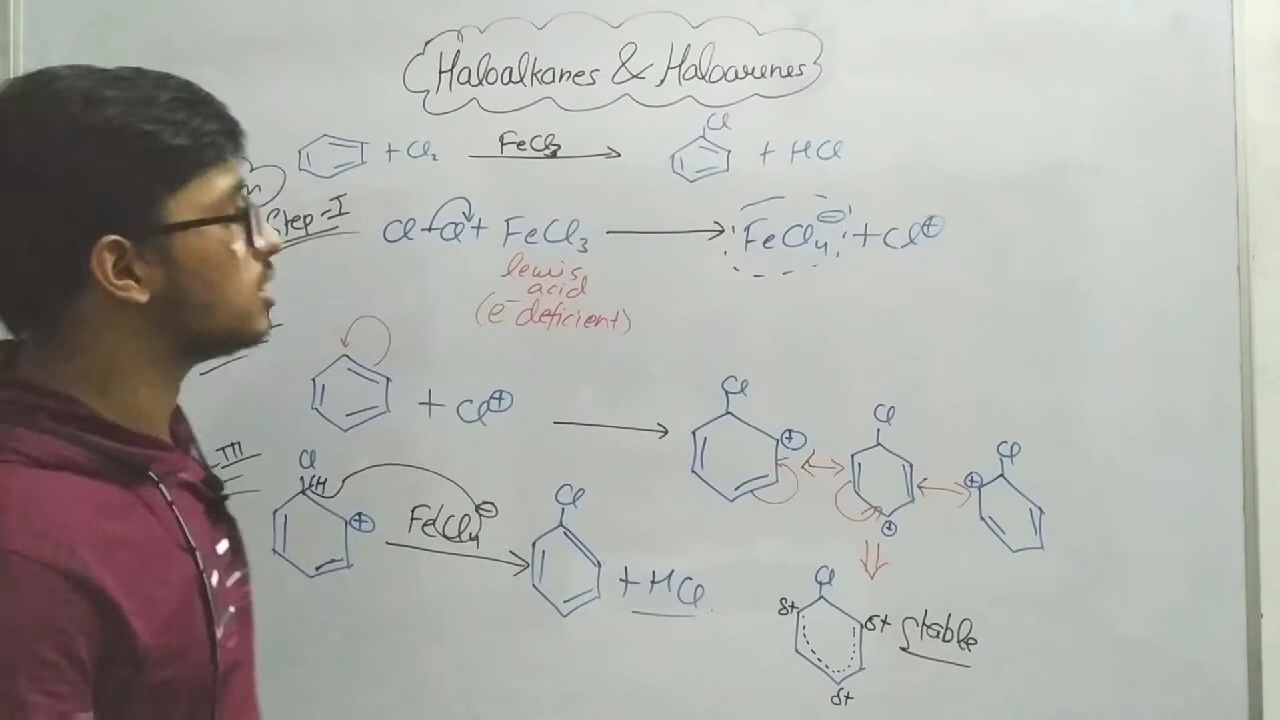 Haloalkanes & Haloarenes
+ Cl₂ FeCl₃ Cl + HCl
Step-I Cl-Cl + FeCl₃ FeCl₄⊖ + Cl⊕
lewis
acid
(e⁻ deficient)
+ Cl⊕
Cl ⊕ Cl ⊕ Cl ⊕
III
Cl H ⊕ FeCl₄⊖ Cl + HCl
Cl δ+ δ+ δ+ Stable